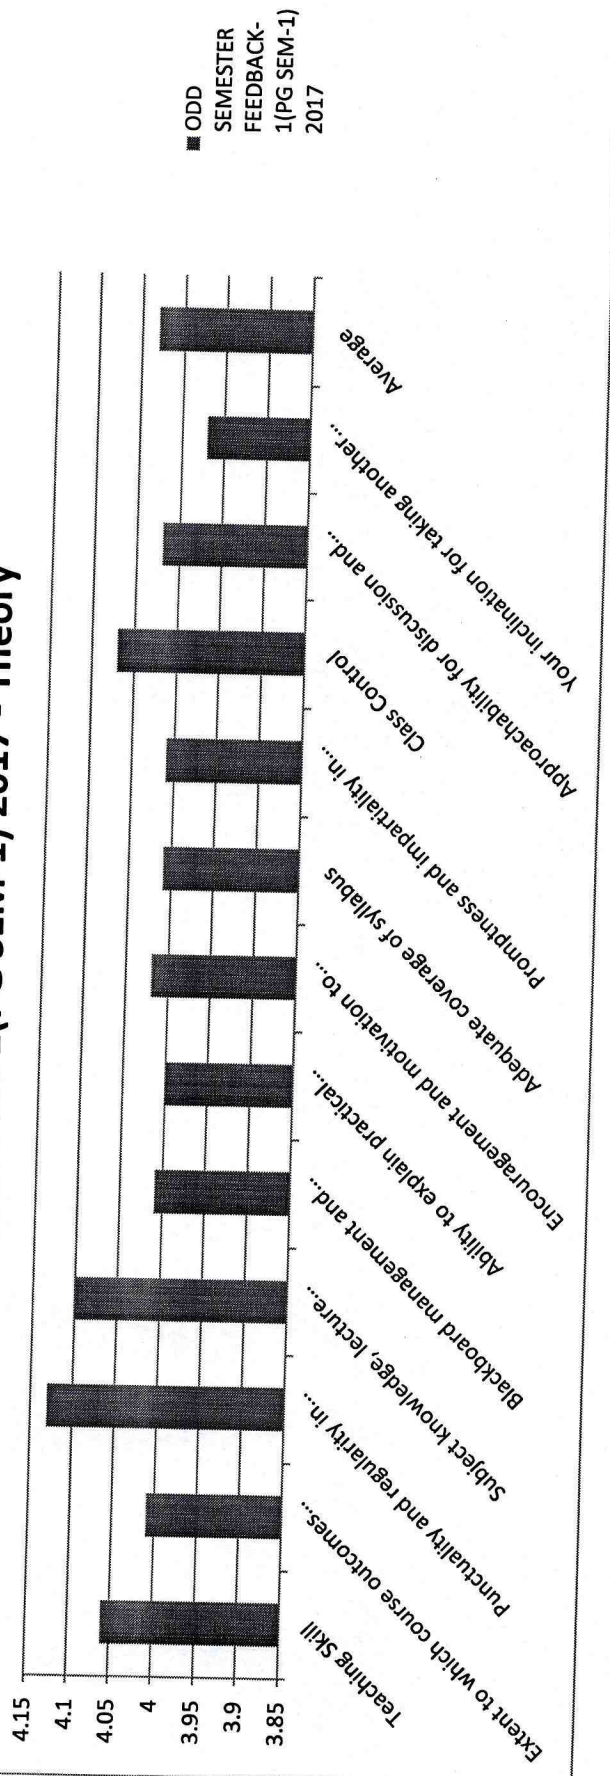 2017 - Theory
4.15
4.1
4.05
4
3.95
3.9
3.85
Teaching Skill
Extent to which course outcomes...
Punctuality and regularity in...
Subject knowledge, lecture...
Blackboard management and...
Ability to explain practical...
Encouragement and motivation to...
Adequate coverage of syllabus
Promptness and impartiality in...
Class Control
Approachability for discussion and...
Your inclination for taking another...
Average
ODD
SEMESTER
FEEDBACK-
1(PG SEM-1)
2017